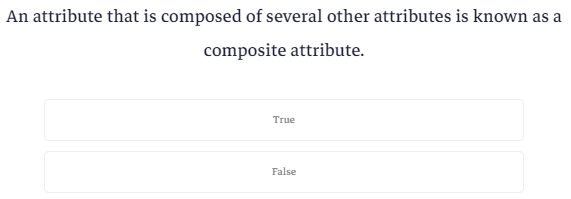 An attribute that is composed of several other attributes is known as a
composite attribute.
True
False